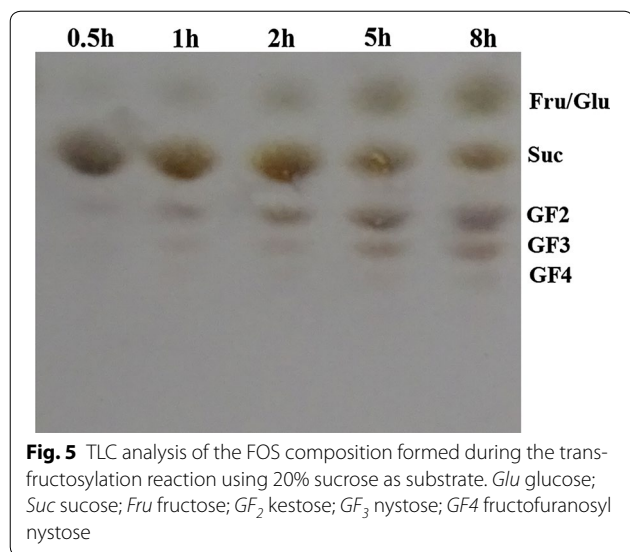 0.5h 1h 2h 5h 8h
Fru/Glu
Suc
GF2
GF3
GF4
Fig. 5 TLC analysis of the FOS composition formed during the trans-
fructosylation reaction using 20% sucrose as substrate. Glu glucose;
Suc sucose; Fru fructose; GF2 kestose; GF3 nystose; GF4 fructofuranosyl
nystose